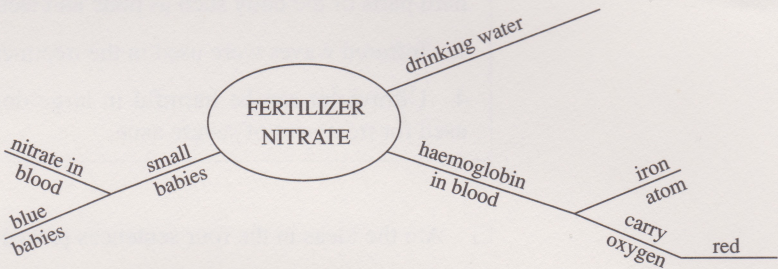 drinking water
FERTILIZER
NITRATE
nitrate in
blood
small
babies
blue
babies
haemoglobin
in blood
iron
atom
carry
oxygen
red